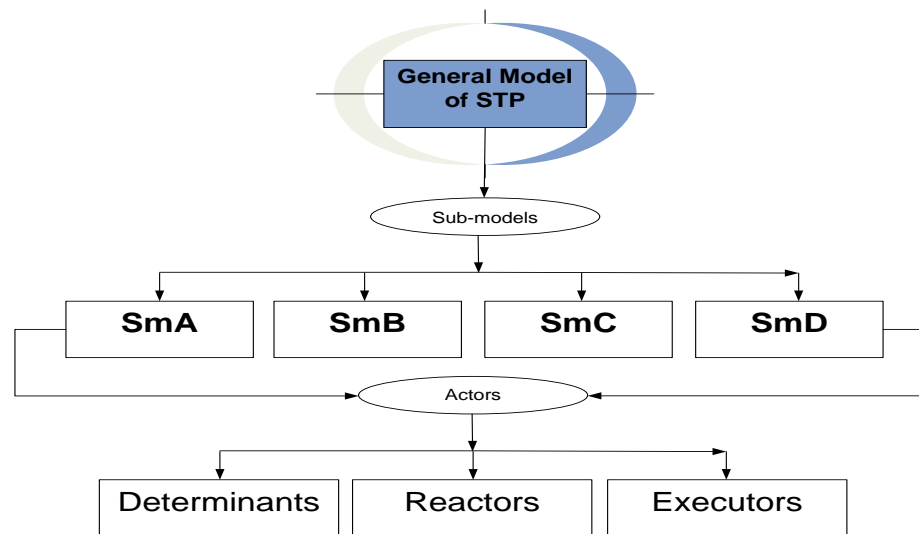 General Model
of STP
Sub-models
SmA
SmB
SmC
SmD
Actors
Determinants
Reactors
Executors